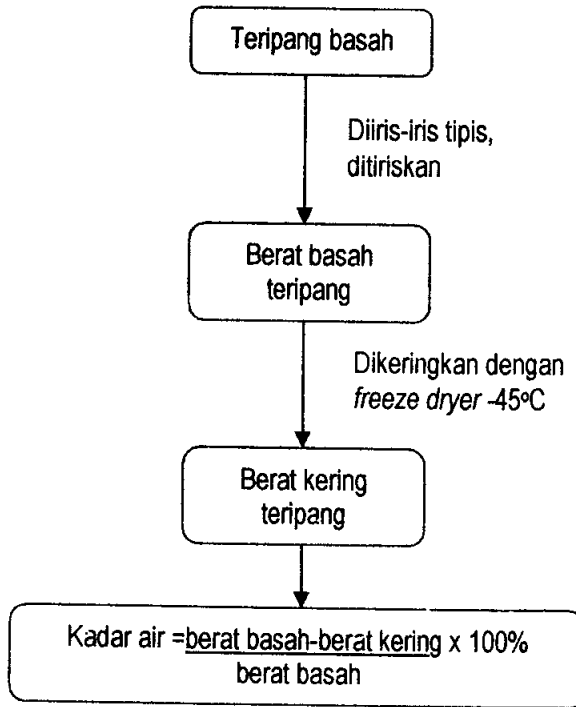 Teripang basah
Diiris-iris tipis,
ditiriskan
Berat basah
teripang
Dikeringkan dengan
freeze dryer -45ºC
Berat kering
teripang
Kadar air =berat basah-berat kering x 100%
berat basah